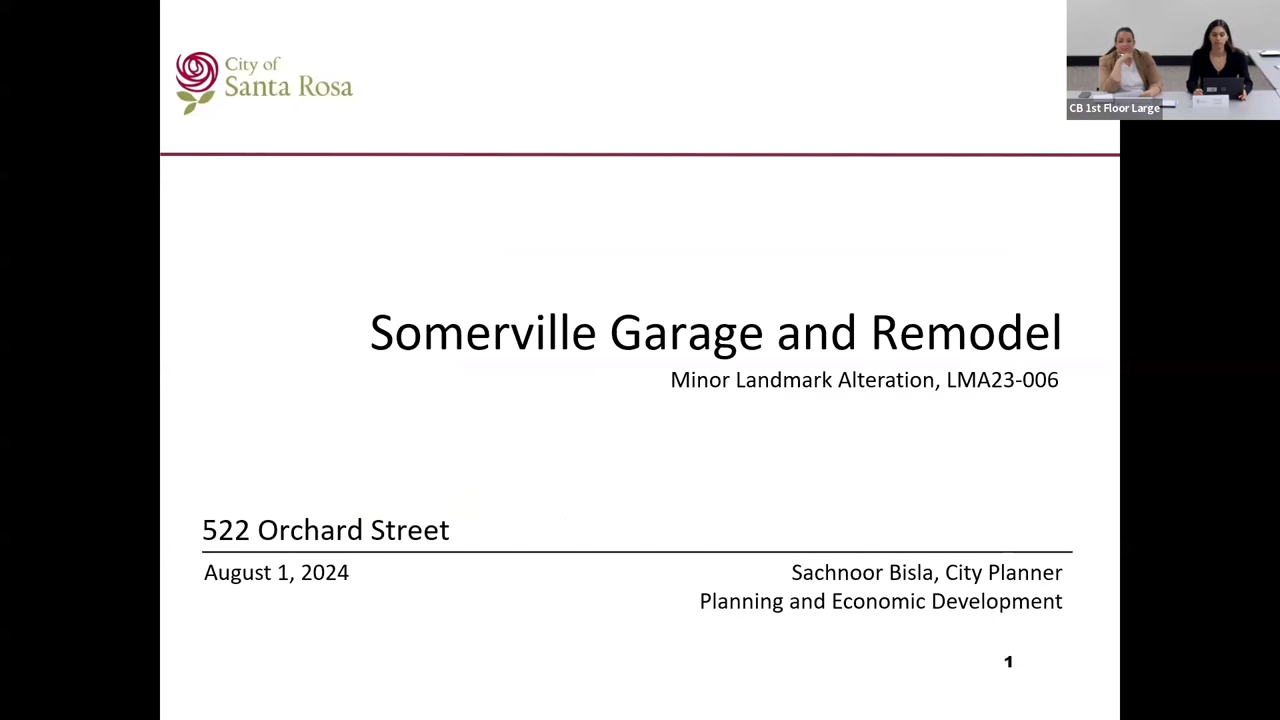 City of
Santa Rosa
CB 1st Floor Large
Somerville Garage and Remodel
Minor Landmark Alteration, LMA23-006
522 Orchard Street
August 1, 2024
Sachnoor Bisla, City Planner
Planning and Economic Development
1